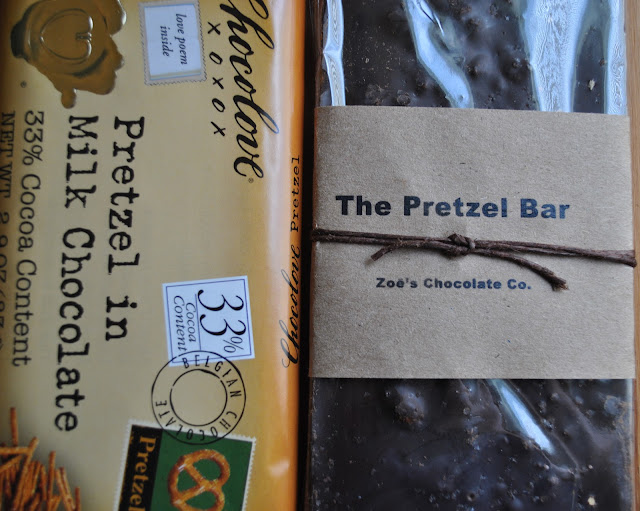 Chocolove
XOXOX
love poem
inside
Pretzel in
Milk Chocolate
33% Cocoa Content
33%
Cocoa
Content
BELGIAN CHOCOLATE
Pretzel
Chocolove Pretzel
The Pretzel Bar
Zoë's Chocolate Co.